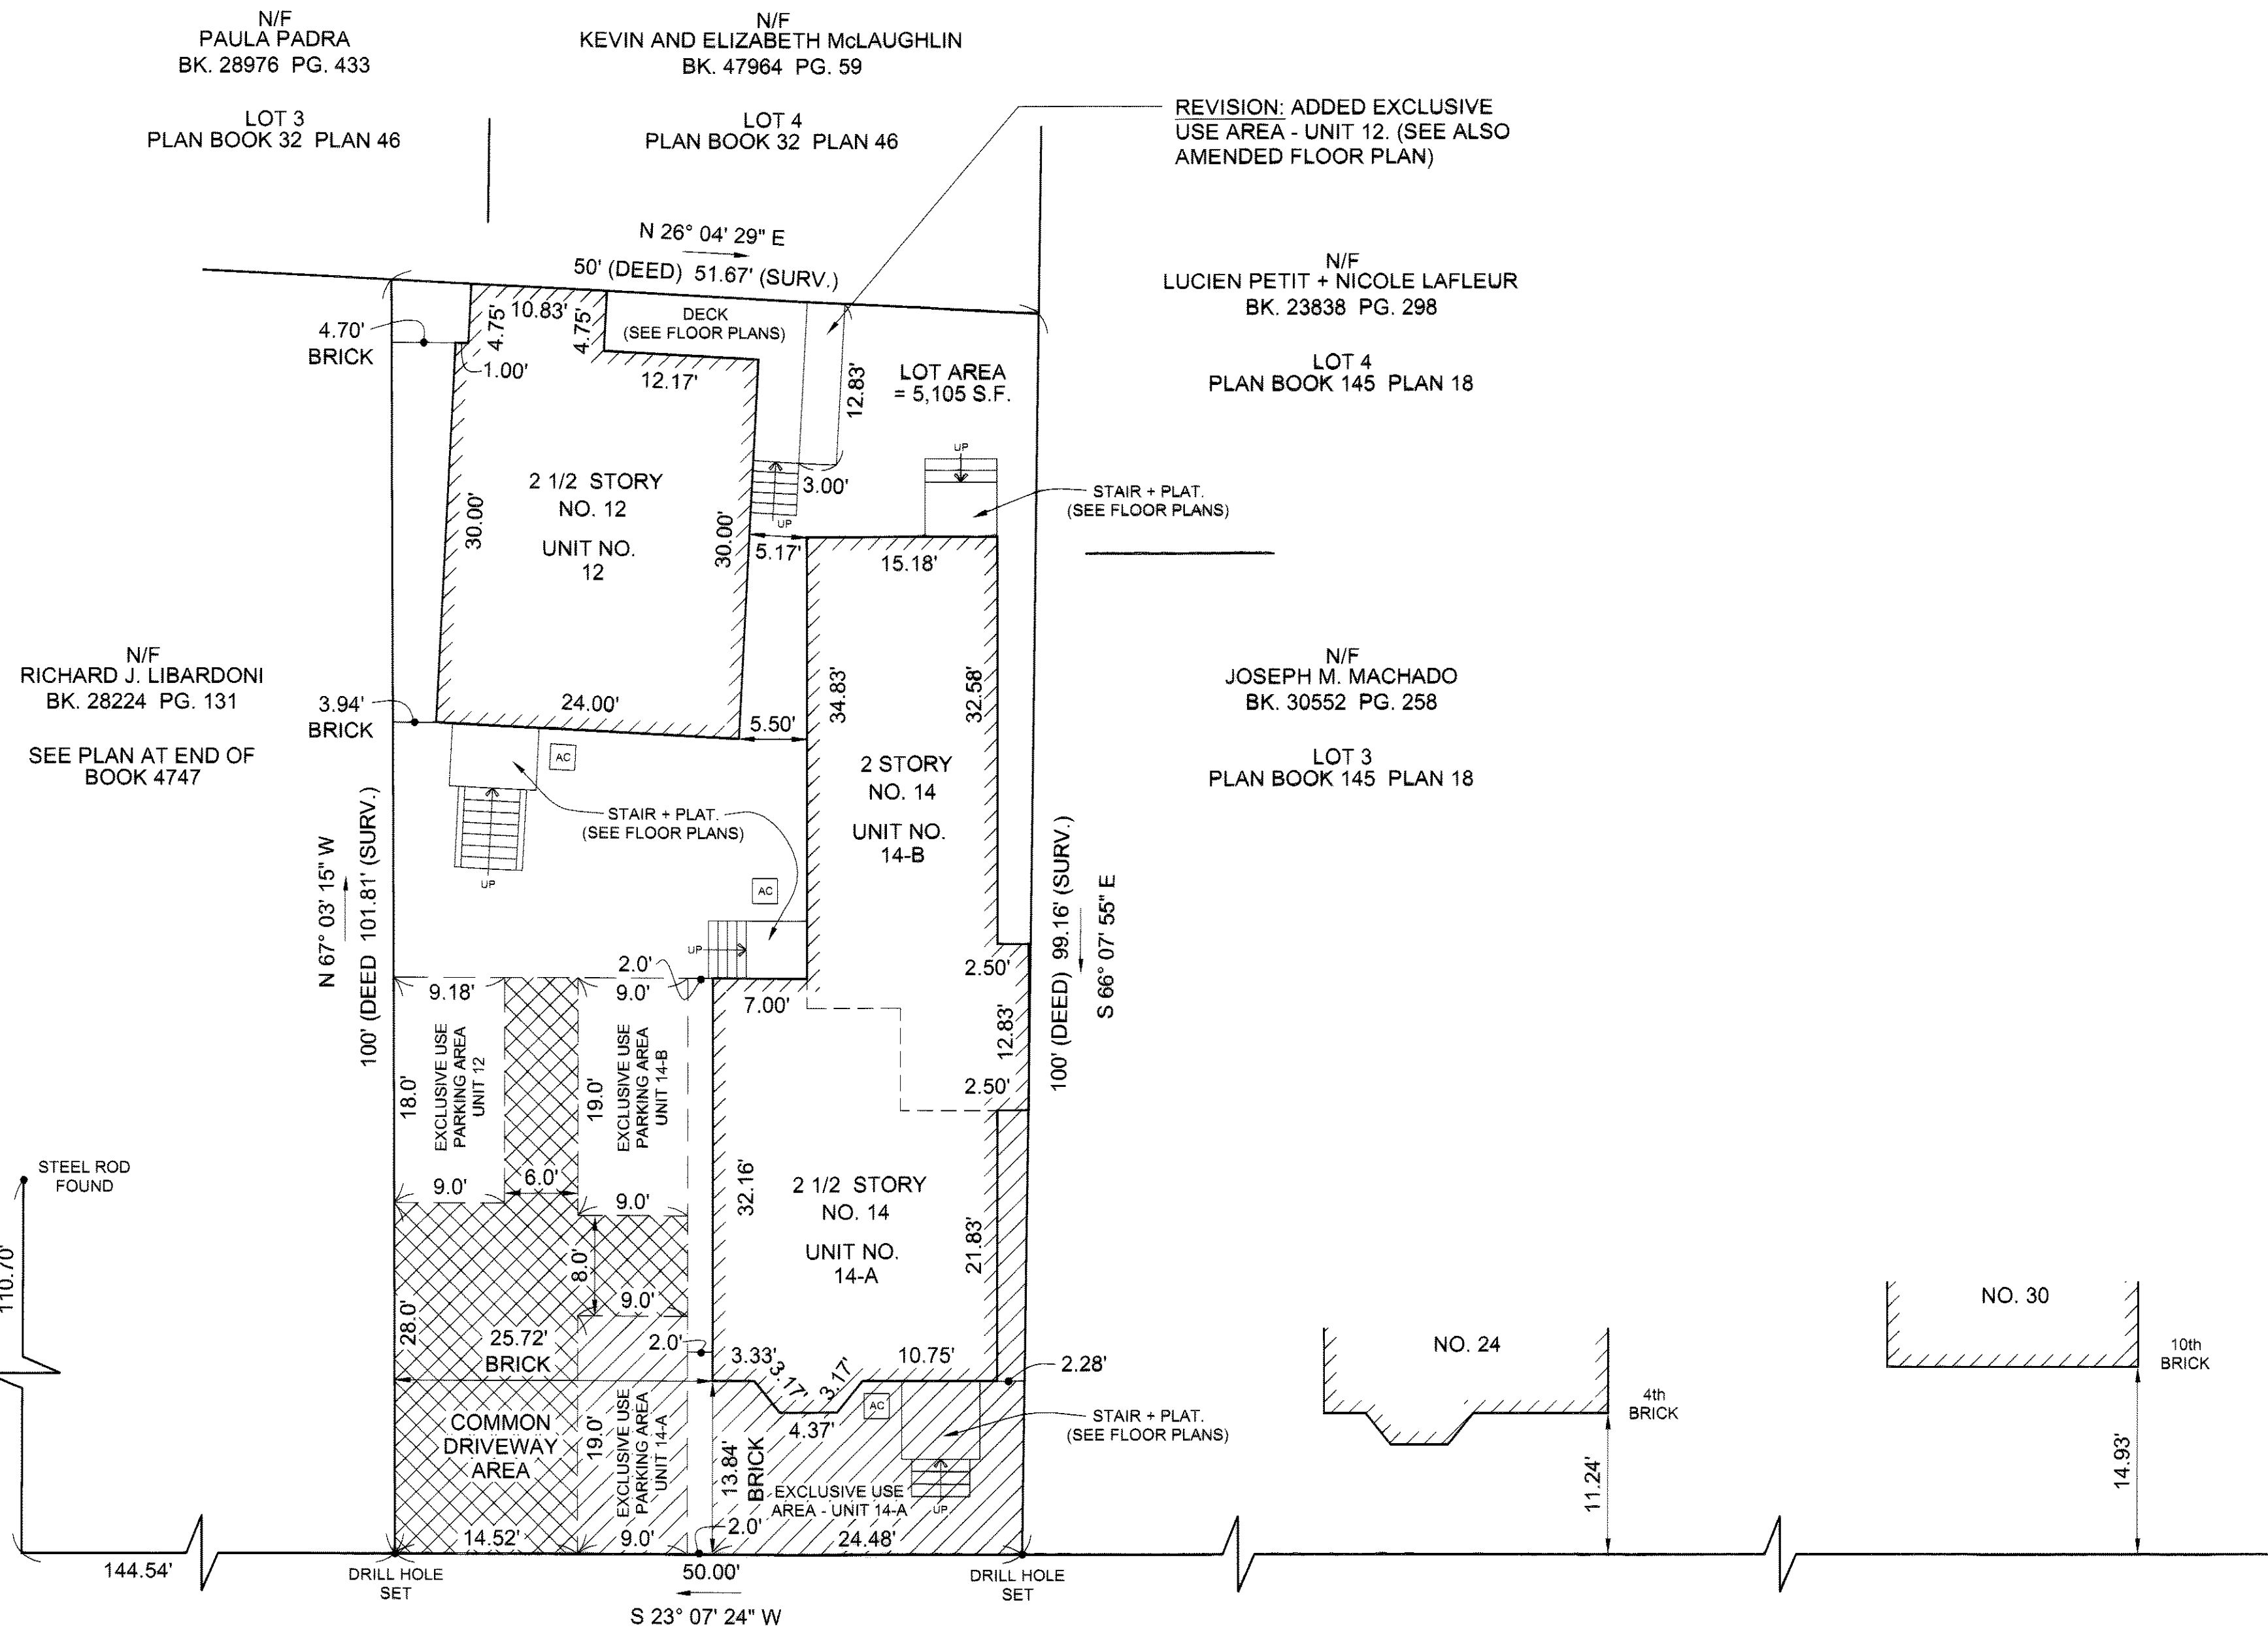 N/F
PAULA PADRA
BK. 28976 PG. 433
LOT 3
PLAN BOOK 32 PLAN 46
N/F
KEVIN AND ELIZABETH McLAUGHLIN
BK. 47964 PG. 59
LOT 4
PLAN BOOK 32 PLAN 46
REVISION: ADDED EXCLUSIVE
USE AREA - UNIT 12. (SEE ALSO
AMENDED FLOOR PLAN)
N 26° 04' 29" E
50' (DEED) 51.67' (SURV.)
N/F
LUCIEN PETIT + NICOLE LAFLEUR
BK. 23838 PG. 298
LOT 4
PLAN BOOK 145 PLAN 18
4.70'
BRICK
1.00'
4.75'
10.83'
4.75'
DECK
(SEE FLOOR PLANS)
12.17'
12.83'
LOT AREA
= 5,105 S.F.
2 1/2 STORY
NO. 12
UNIT NO.
12
30.00'
30.00'
3.00'
UP
UP
STAIR + PLAT.
(SEE FLOOR PLANS)
5.17'
15.18'
N/F
RICHARD J. LIBARDONI
BK. 28224 PG. 131
SEE PLAN AT END OF
BOOK 4747
3.94'
BRICK
24.00'
5.50'
34.83'
32.58'
N/F
JOSEPH M. MACHADO
BK. 30552 PG. 258
LOT 3
PLAN BOOK 145 PLAN 18
AC
2 STORY
NO. 14
UNIT NO.
14-B
STAIR + PLAT.
(SEE FLOOR PLANS)
UP
AC
UP
N 67° 03' 15" W
100' (DEED 101.81' (SURV.)
100' (DEED) 99.16' (SURV.)
S 66° 07' 55" E
2.0'
2.50'
9.18'
9.0'
7.00'
12.83'
2.50'
18.0'
EXCLUSIVE USE
PARKING AREA
UNIT 12
19.0'
EXCLUSIVE USE
PARKING AREA
UNIT 14-B
9.0'
6.0'
9.0'
32.16'
2 1/2 STORY
NO. 14
UNIT NO.
14-A
21.83'
STEEL ROD
FOUND
110.70'
8.0'
9.0'
28.0'
25.72'
BRICK
2.0'
3.33'
3.17'
3.17'
10.75'
2.28'
4.37'
AC
COMMON
DRIVEWAY
AREA
19.0'
EXCLUSIVE USE
PARKING AREA
UNIT 14-A
13.84'
BRICK
STAIR + PLAT.
(SEE FLOOR PLANS)
EXCLUSIVE USE
AREA - UNIT 14-A
UP
14.52'
9.0'
2.0'
24.48'
NO. 24
4th
BRICK
11.24'
NO. 30
10th
BRICK
14.93'
144.54'
DRILL HOLE
SET
50.00'
S 23° 07' 24" W
DRILL HOLE
SET